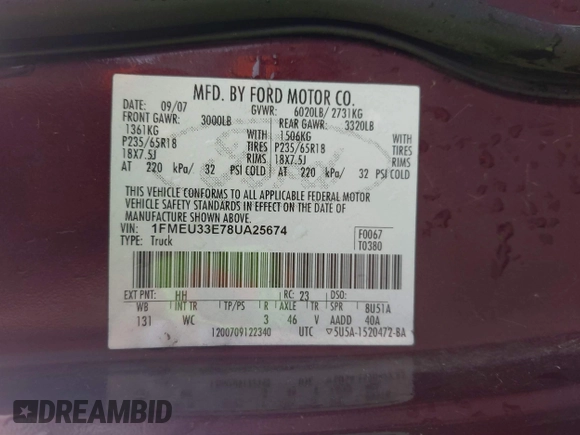 MFD. BY FORD MOTOR CO.
DATE: 09/07 GVWR: 6020LB/ 2731KG
FRONT GAWR: 3000LB REAR GAWR: 3320LB
1361KG WITH 1506KG WITH
P235/65R18 TIRES P235/65R18 TIRES
18X7.5J RIMS 18X7.5J RIMS
AT 220 kPa/ 32 PSI COLD AT 220 kPa/ 32 PSI COLD
THIS VEHICLE CONFORMS TO ALL APPLICABLE FEDERAL MOTOR
VEHICLE SAFETY STANDARDS IN EFFECT ON THE DATE OF
MANUFACTURE SHOWN ABOVE.
VIN: 1FMEU33E78UA25674 F0067
TYPE: Truck T0380
EXT PNT: HH RC: 23 DSO:
WB INT TR TP/PS R AXLE TR SPR 8U51A
131 WC 3 46 V AADD 40A
1200709122340 UTC ▽5U5A-1520472-BA
DREAMBID